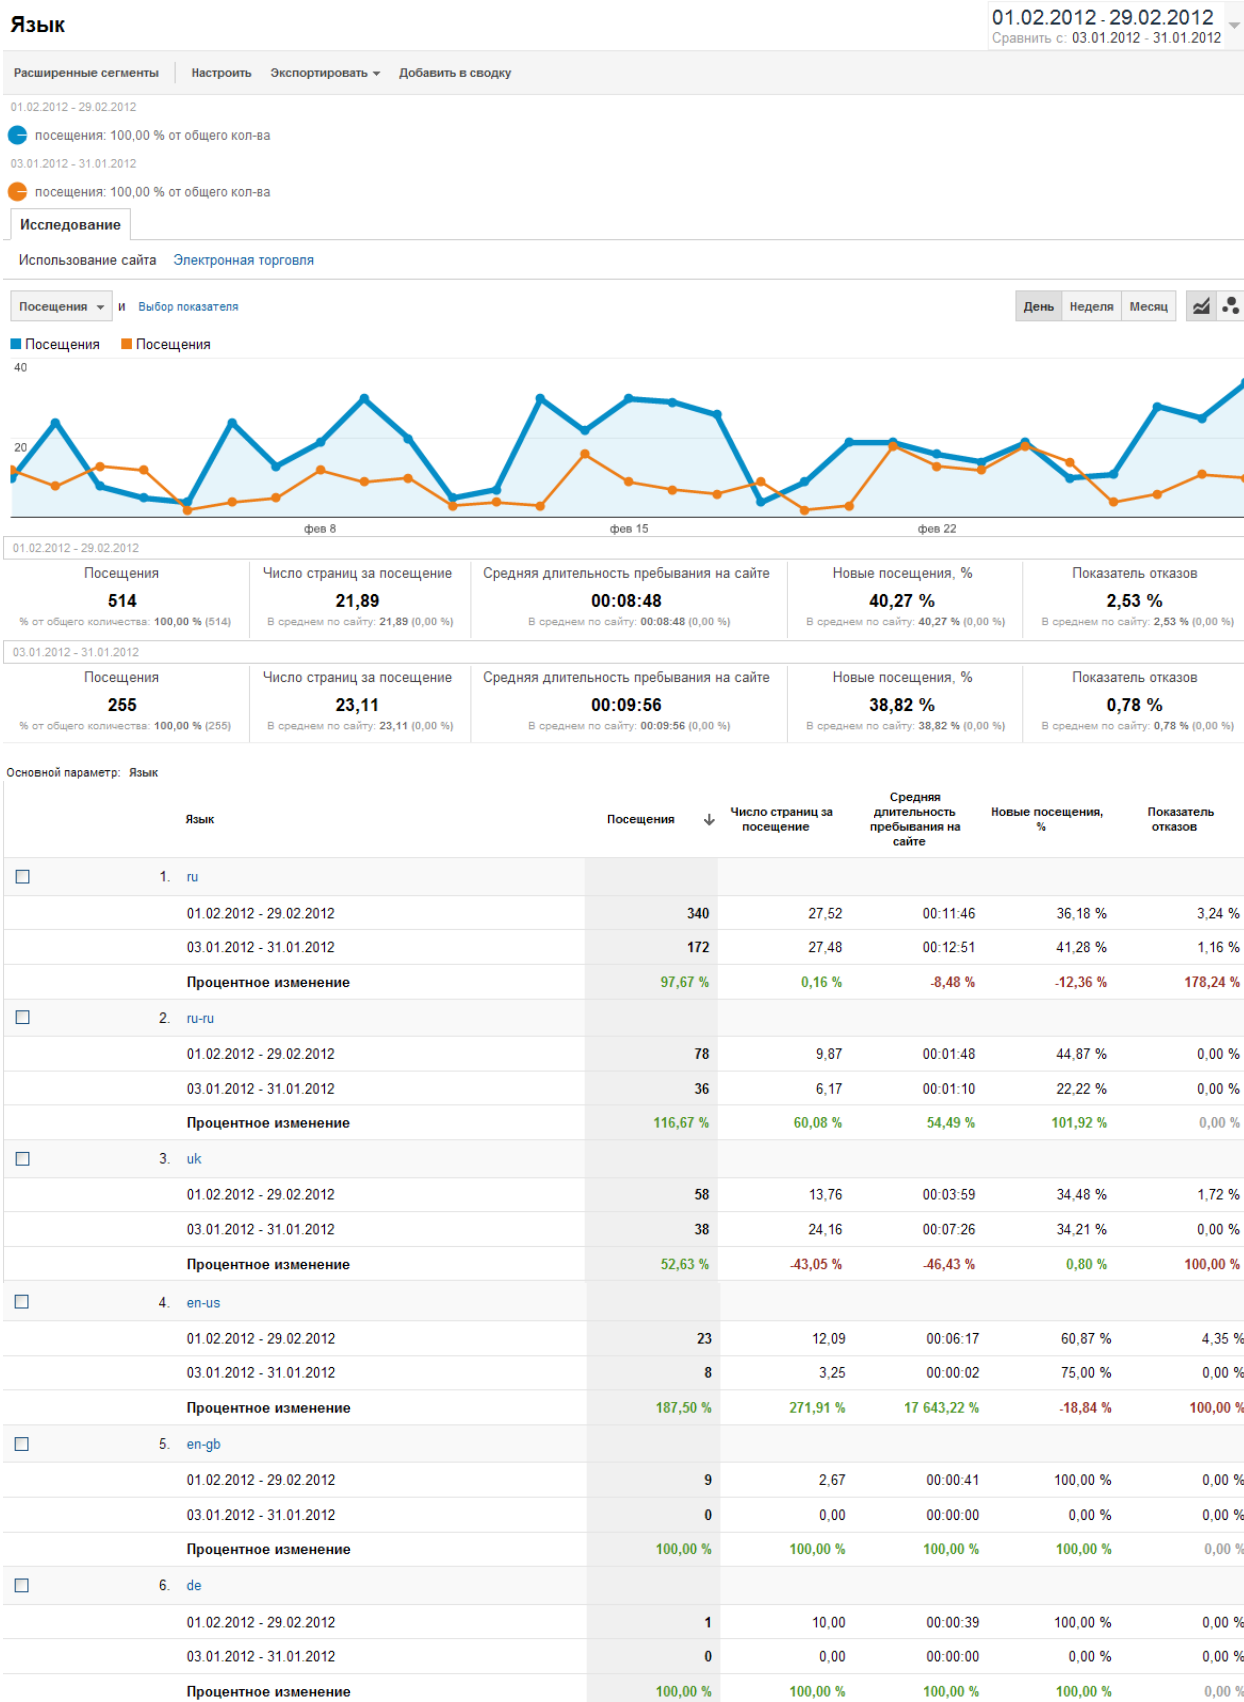 Язык
01.02.2012 - 29.02.2012
Сравнить с: 03.01.2012 - 31.01.2012
Расширенные сегменты Настроить Экспортировать Добавить в сводку
01.02.2012 - 29.02.2012
посещения: 100,00 % от общего кол-ва
03.01.2012 - 31.01.2012
посещения: 100,00 % от общего кол-ва
Исследование
Использование сайта Электронная торговля
Посещения и Выбор показателя День Неделя Месяц
Посещения Посещения
40
20
фев 8 фев 15 фев 22
01.02.2012 - 29.02.2012
Посещения Число страниц за посещение Средняя длительность пребывания на сайте Новые посещения, % Показатель отказов
514 21,89 00:08:48 40,27 % 2,53 %
% от общего количества: 100,00 % (514) В среднем по сайту: 21,89 (0,00 %) В среднем по сайту: 00:08:48 (0,00 %) В среднем по сайту: 40,27 % (0,00 %) В среднем по сайту: 2,53 % (0,00 %)
03.01.2012 - 31.01.2012
Посещения Число страниц за посещение Средняя длительность пребывания на сайте Новые посещения, % Показатель отказов
255 23,11 00:09:56 38,82 % 0,78 %
% от общего количества: 100,00 % (255) В среднем по сайту: 23,11 (0,00 %) В среднем по сайту: 00:09:56 (0,00 %) В среднем по сайту: 38,82 % (0,00 %) В среднем по сайту: 0,78 % (0,00 %)
Основной параметр: Язык
Язык Посещения Число страниц за посещение Средняя длительность пребывания на сайте Новые посещения, % Показатель отказов
1. ru
01.02.2012 - 29.02.2012 340 27,52 00:11:46 36,18 % 3,24 %
03.01.2012 - 31.01.2012 172 27,48 00:12:51 41,28 % 1,16 %
Процентное изменение 97,67 % 0,16 % -8,48 % -12,36 % 178,24 %
2. ru-ru
01.02.2012 - 29.02.2012 78 9,87 00:01:48 44,87 % 0,00 %
03.01.2012 - 31.01.2012 36 6,17 00:01:10 22,22 % 0,00 %
Процентное изменение 116,67 % 60,08 % 54,49 % 101,92 % 0,00 %
3. uk
01.02.2012 - 29.02.2012 58 13,76 00:03:59 34,48 % 1,72 %
03.01.2012 - 31.01.2012 38 24,16 00:07:26 34,21 % 0,00 %
Процентное изменение 52,63 % -43,05 % -46,43 % 0,80 % 100,00 %
4. en-us
01.02.2012 - 29.02.2012 23 12,09 00:06:17 60,87 % 4,35 %
03.01.2012 - 31.01.2012 8 3,25 00:00:02 75,00 % 0,00 %
Процентное изменение 187,50 % 271,91 % 17 643,22 % -18,84 % 100,00 %
5. en-gb
01.02.2012 - 29.02.2012 9 2,67 00:00:41 100,00 % 0,00 %
03.01.2012 - 31.01.2012 0 0,00 00:00:00 0,00 % 0,00 %
Процентное изменение 100,00 % 100,00 % 100,00 % 100,00 % 0,00 %
6. de
01.02.2012 - 29.02.2012 1 10,00 00:00:39 100,00 % 0,00 %
03.01.2012 - 31.01.2012 0 0,00 00:00:00 0,00 % 0,00 %
Процентное изменение 100,00 % 100,00 % 100,00 % 100,00 % 0,00 %